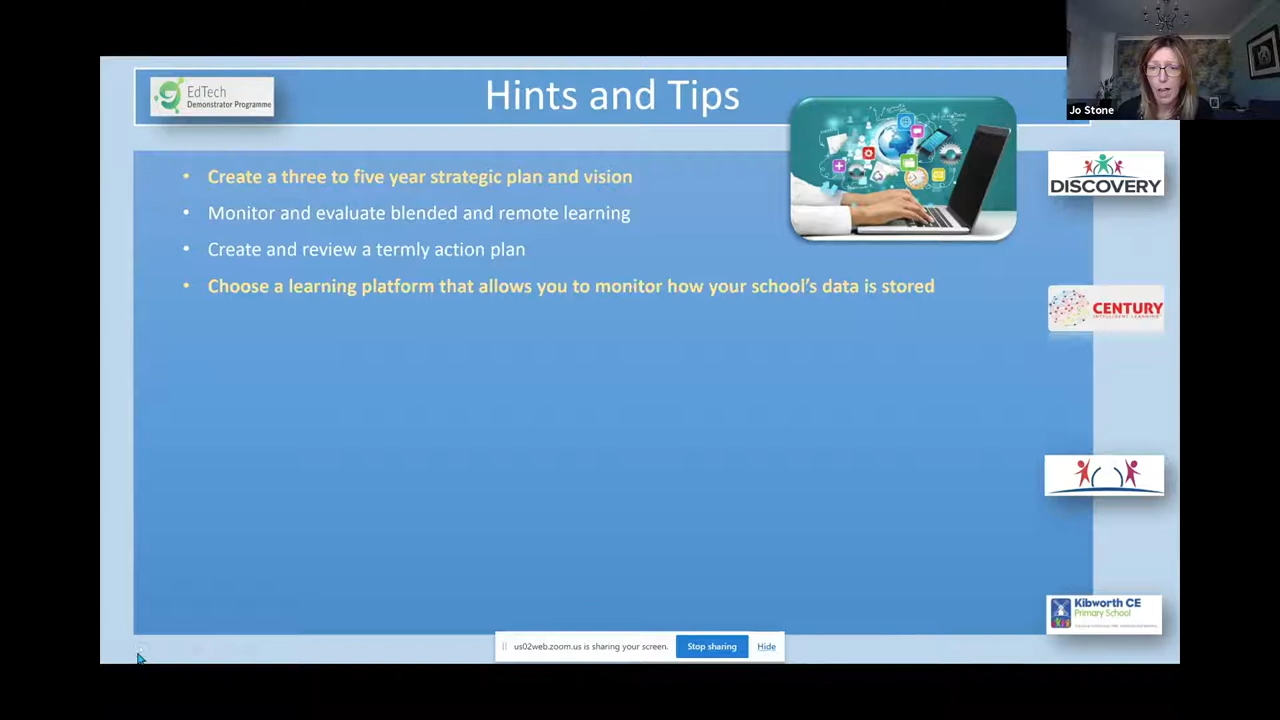 EdTech
Demonstrator Programme
Hints and Tips
Jo Stone
• Create a three to five year strategic plan and vision
• Monitor and evaluate blended and remote learning
• Create and review a termly action plan
• Choose a learning platform that allows you to monitor how your school's data is stored
DISCOVERY
CENTURY
INTELLIGENT LEARNING
Kibworth CE
Primary School
us02web.zoom.us is sharing your screen.
Stop sharing
Hide